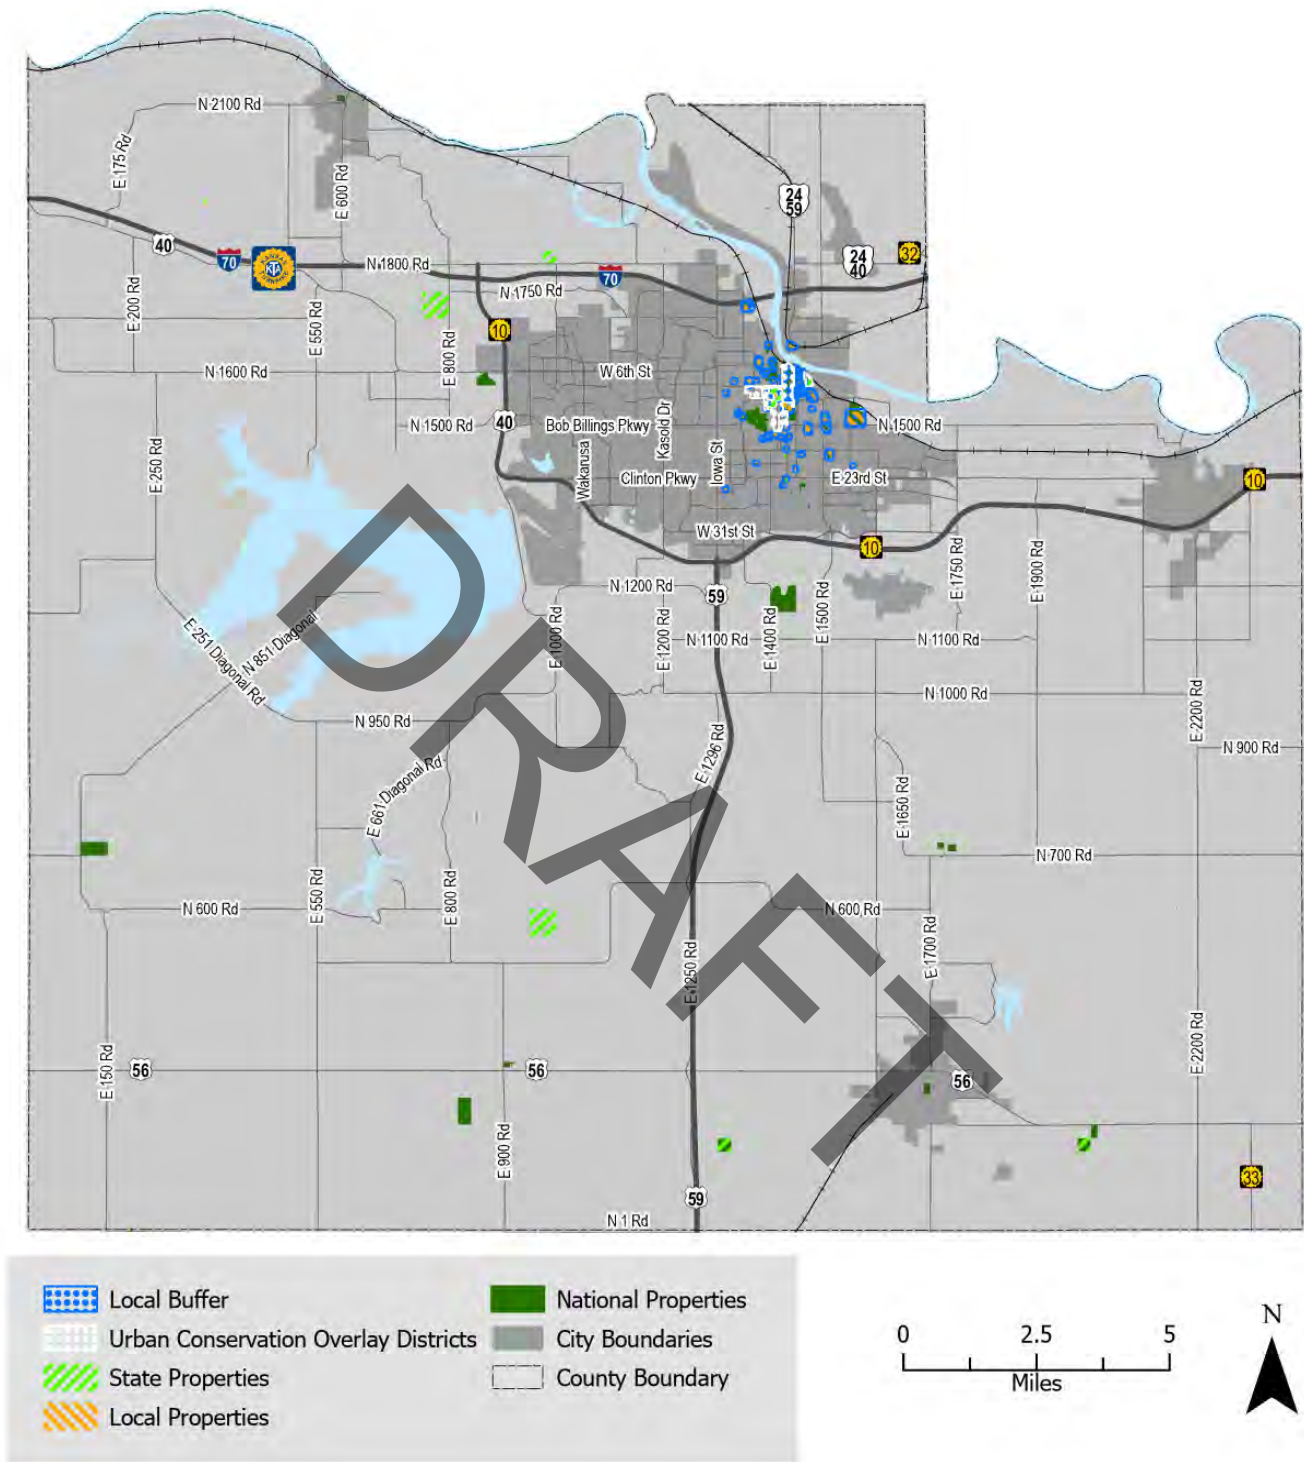 N 2100 Rd
E 175 Rd
E 600 Rd
24
59
40
70
KANSAS
KTA
TURNPIKE
N 1800 Rd
70
24
40
32
E 200 Rd
E 550 Rd
N 1750 Rd
10
E 800 Rd
N 1600 Rd
W 6th St
N 1500 Rd
40
Bob Billings Pkwy
Kasold Dr
N 1500 Rd
E 250 Rd
Wakarusa
Clinton Pkwy
Iowa St
E 23rd St
10
W 31st St
10
E 1750 Rd
E 1900 Rd
N 1200 Rd
59
E 1000 Rd
E 1200 Rd
N 1100 Rd
E 1400 Rd
E 1500 Rd
N 1100 Rd
E 251 Diagonal Rd
N 851 Diagonal
N 1000 Rd
E 2200 Rd
N 950 Rd
E 1296 Rd
N 900 Rd
E 661 Diagonal Rd
E 1650 Rd
N 700 Rd
DRAFT
N 600 Rd
E 550 Rd
E 800 Rd
N 600 Rd
E 1250 Rd
E 1700 Rd
E 150 Rd
56
56
56
E 2200 Rd
E 900 Rd
33
59
N 1 Rd
Local Buffer
Urban Conservation Overlay Districts
State Properties
Local Properties
National Properties
City Boundaries
County Boundary
0 2.5 5
Miles
N